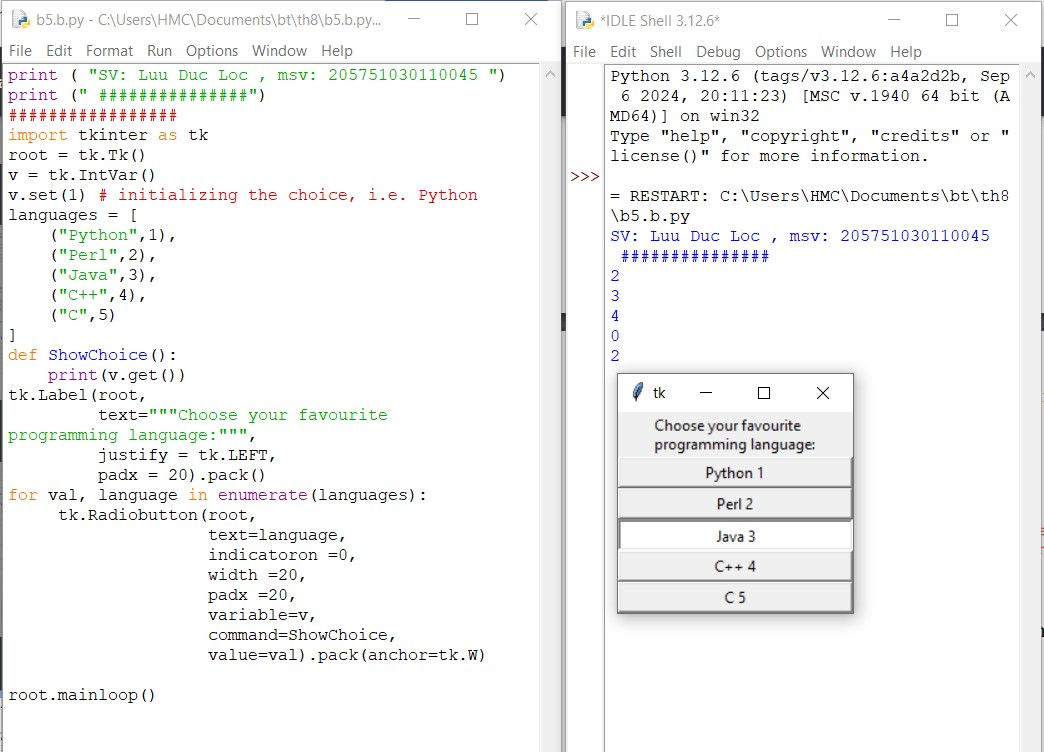 b5.b.py - C:\Users\HMC\Documents\bt\th8\b5.b.py...
File Edit Format Run Options Window Help
print ( "SV: Luu Duc Loc , msv: 205751030110045 ")
print (" ###############")
#################
import tkinter as tk
root = tk.Tk()
v = tk.IntVar()
v.set(1) # initializing the choice, i.e. Python
languages = [
    ("Python",1),
    ("Perl",2),
    ("Java",3),
    ("C++",4),
    ("C",5)
]
def ShowChoice():
    print(v.get())
tk.Label(root,
         text="""Choose your favourite
programming language:""",
         justify = tk.LEFT,
         padx = 20).pack()
for val, language in enumerate(languages):
     tk.Radiobutton(root,
                    text=language,
                    indicatoron =0,
                    width =20,
                    padx =20,
                    variable=v,
                    command=ShowChoice,
                    value=val).pack(anchor=tk.W)
root.mainloop()
*IDLE Shell 3.12.6*
File Edit Shell Debug Options Window Help
Python 3.12.6 (tags/v3.12.6:a4a2d2b, Sep
 6 2024, 20:11:23) [MSC v.1940 64 bit (A
MD64)] on win32
Type "help", "copyright", "credits" or "
license()" for more information.
>>>
= RESTART: C:\Users\HMC\Documents\bt\th8
\b5.b.py
SV: Luu Duc Loc , msv: 205751030110045
 ###############
2
3
4
0
2
tk
Choose your favourite
programming language:
Python 1
Perl 2
Java 3
C++ 4
C 5